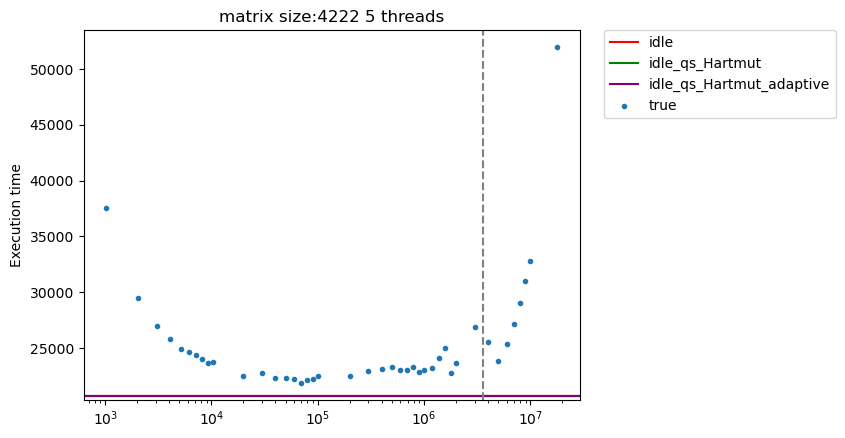 matrix size:4222 5 threads
idle
idle_qs_Hartmut
idle_qs_Hartmut_adaptive
true
Execution time
50000
45000
40000
35000
30000
25000
10³ 10⁴ 10⁵ 10⁶ 10⁷